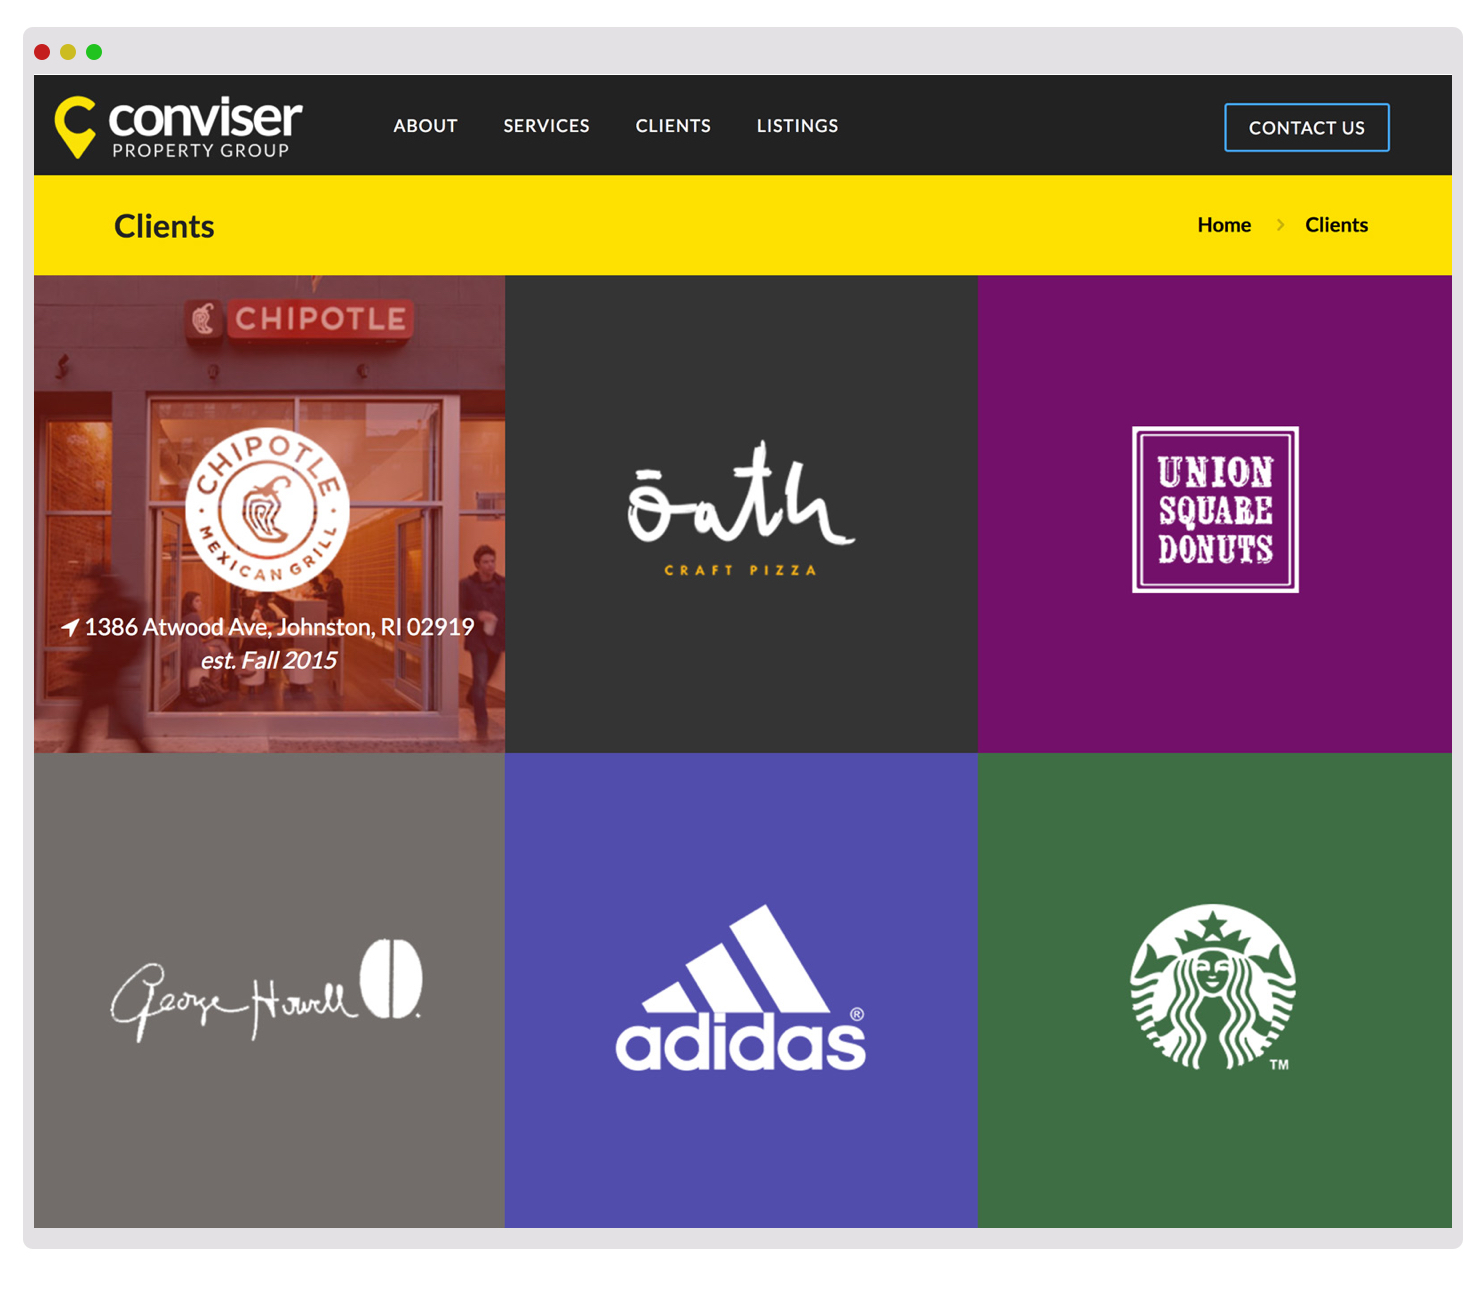 conviser
PROPERTY GROUP
ABOUT
SERVICES
CLIENTS
LISTINGS
CONTACT US
Clients
Home > Clients
CHIPOTLE
CHIPOTLE
MEXICAN GRILL
1386 Atwood Ave, Johnston, RI 02919
est. Fall 2015
ōath
CRAFT PIZZA
UNION
SQUARE
DONUTS
George Howell
adidas®
TM